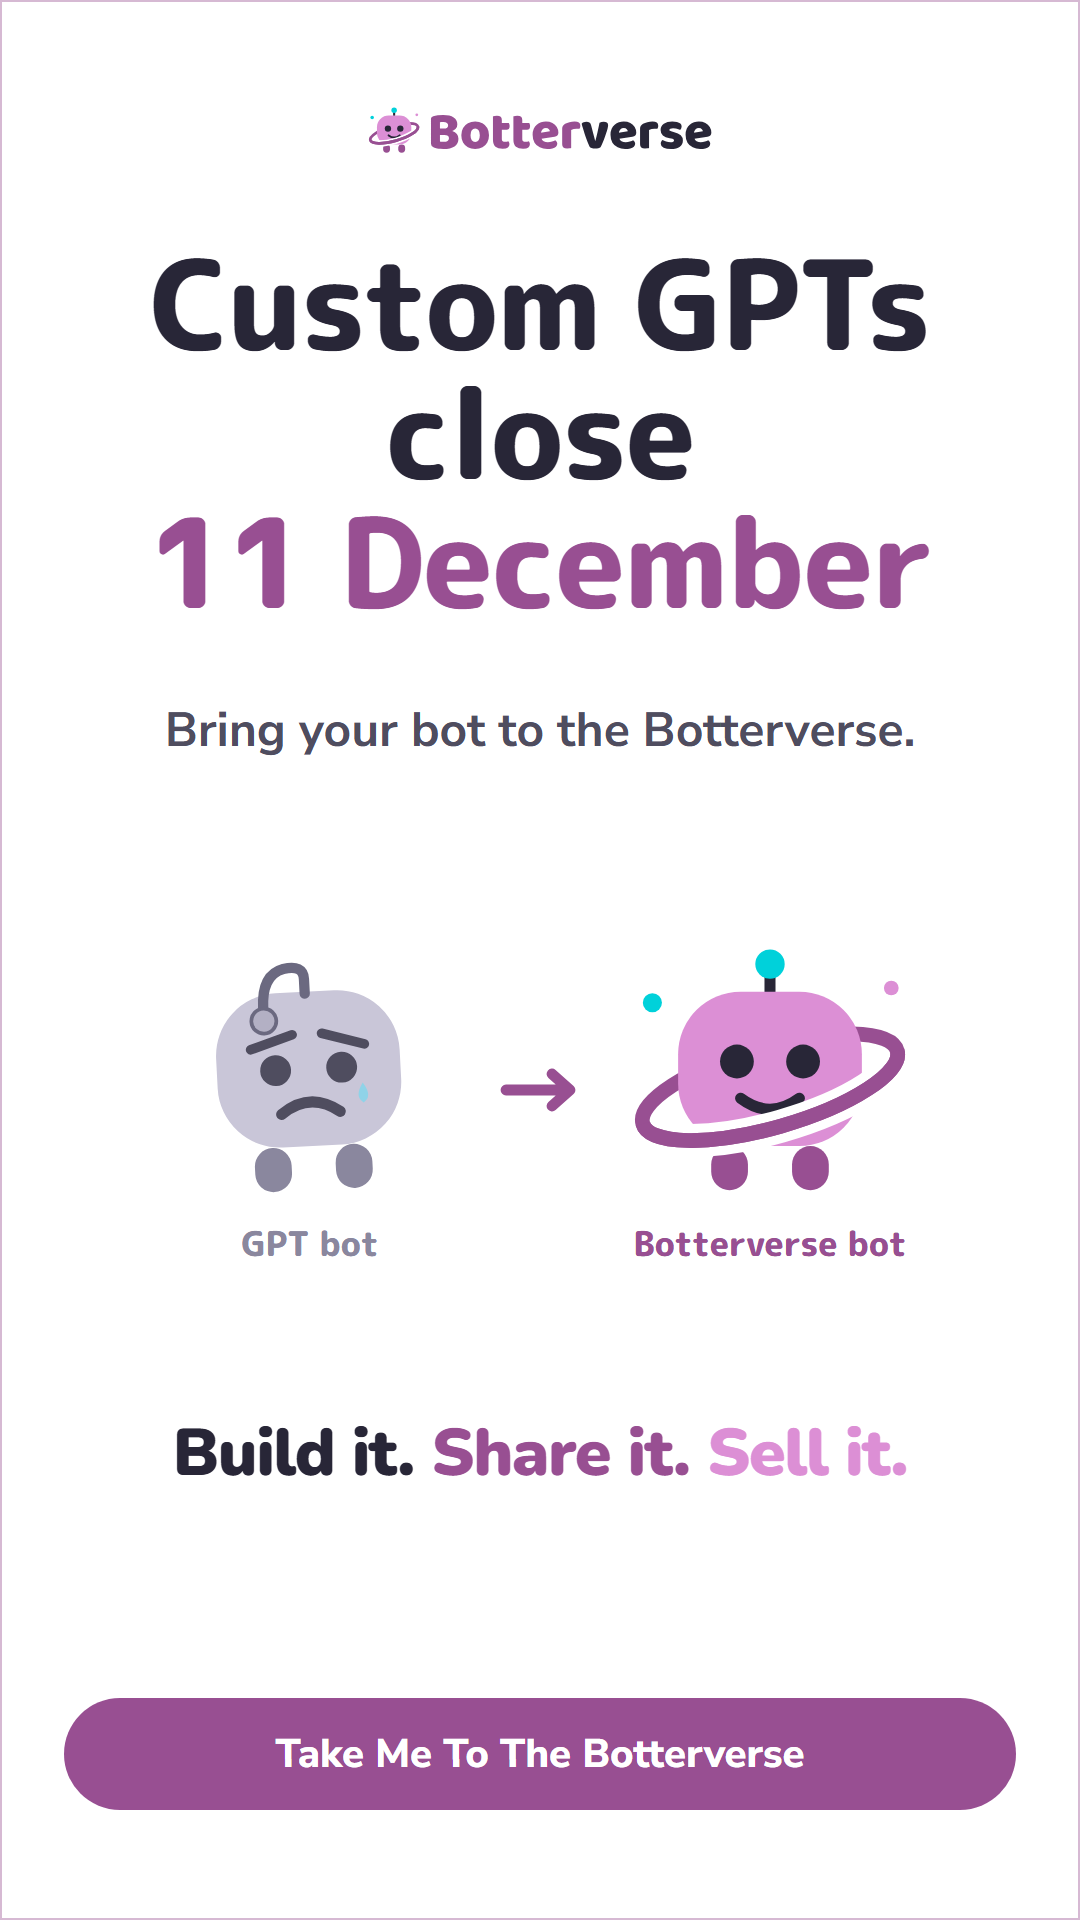 Botterverse
Custom GPTs
close
11 December
Bring your bot to the Botterverse.
GPT bot
Botterverse bot
Build it. Share it. Sell it.
Take Me To The Botterverse